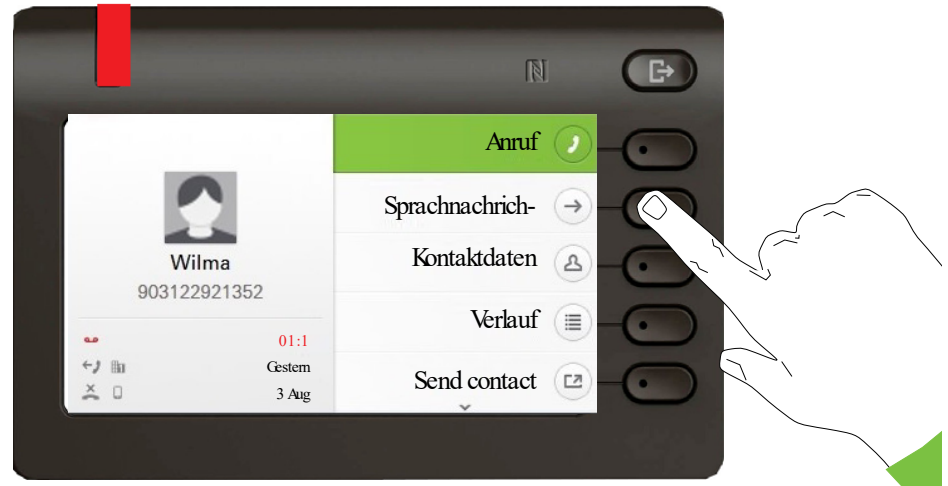 Wilma
903122921352
01:1
Gestern
3 Aug
Anruf
Sprachnachrich-
Kontaktdaten
Verlauf
Send contact